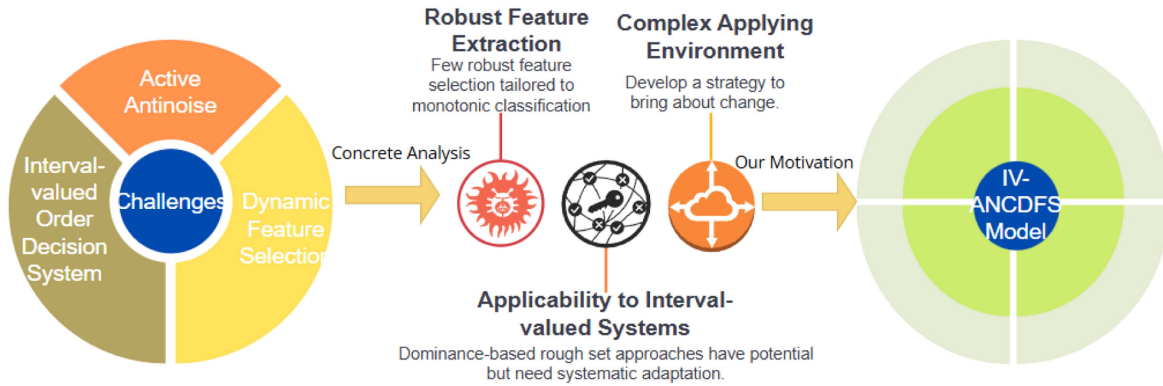 Active
Antinoise
Interval-
valued
Order
Decision
System
Challenges
Dynamic
Feature
Selection
Concrete Analysis
Robust Feature
Extraction
Few robust feature
selection tailored to
monotonic classification
Complex Applying
Environment
Develop a strategy to
bring about change.
Applicability to Interval-
valued Systems
Dominance-based rough set approaches have potential
but need systematic adaptation.
Our Motivation
IV-
ANCDFS
Model